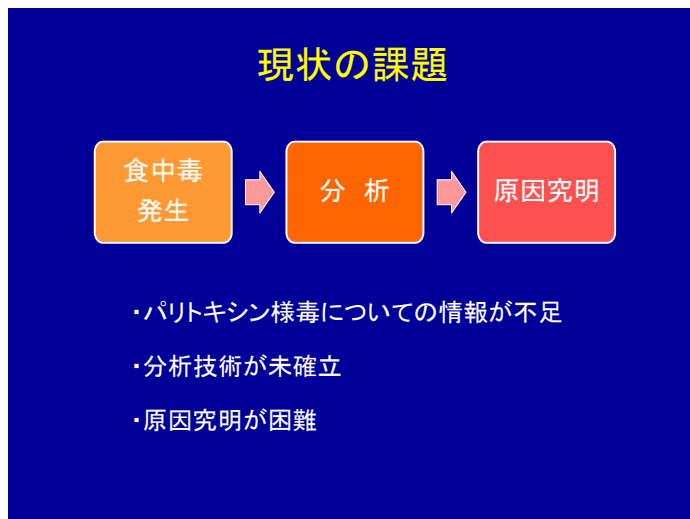 現状の課題
食中毒
発生
分 析
原因究明
・パリトキシン様毒についての情報が不足
・分析技術が未確立
・原因究明が困難